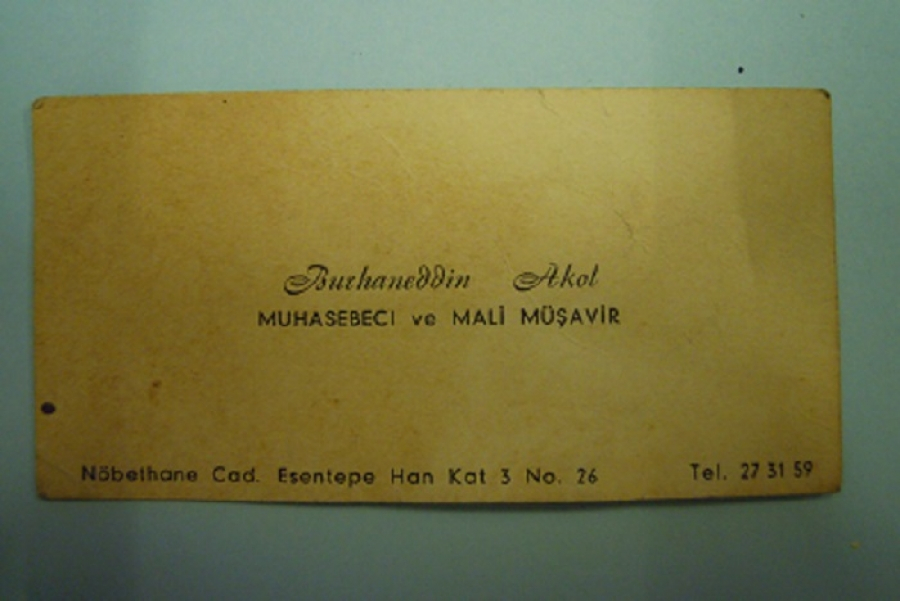 Burhaneddin Akol
MUHASEBECI ve MALİ MÜŞAVİR
Nöbethane Cad. Esentepe Han Kat 3 No. 26 Tel. 27 31 59